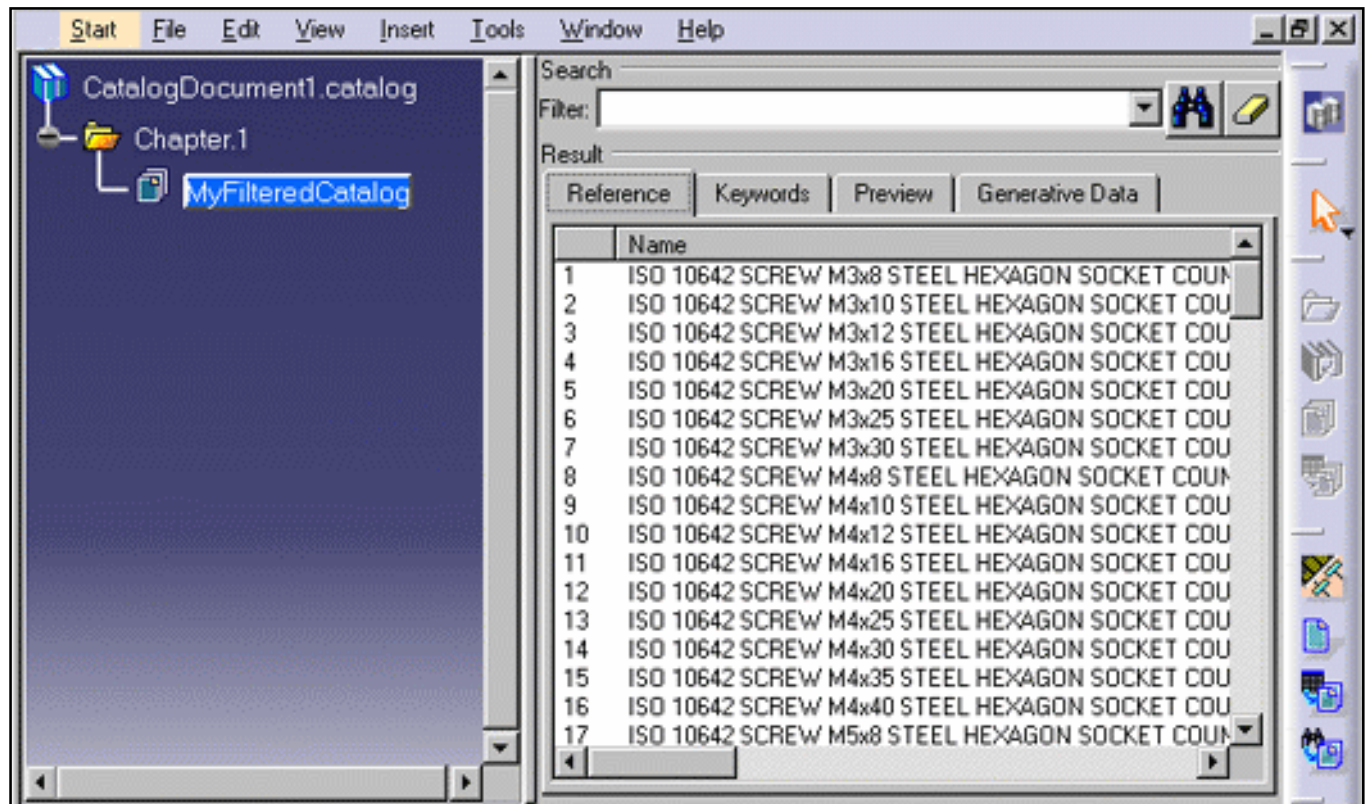 Start File Edit View Insert Tools Window Help
CatalogDocument1.catalog
Chapter.1
MyFilteredCatalog
Search
Filter:
Result
Reference Keywords Preview Generative Data
Name
1 ISO 10642 SCREW M3x8 STEEL HEXAGON SOCKET COUN
2 ISO 10642 SCREW M3x10 STEEL HEXAGON SOCKET COU
3 ISO 10642 SCREW M3x12 STEEL HEXAGON SOCKET COU
4 ISO 10642 SCREW M3x16 STEEL HEXAGON SOCKET COU
5 ISO 10642 SCREW M3x20 STEEL HEXAGON SOCKET COU
6 ISO 10642 SCREW M3x25 STEEL HEXAGON SOCKET COU
7 ISO 10642 SCREW M3x30 STEEL HEXAGON SOCKET COU
8 ISO 10642 SCREW M4x8 STEEL HEXAGON SOCKET COUN
9 ISO 10642 SCREW M4x10 STEEL HEXAGON SOCKET COU
10 ISO 10642 SCREW M4x12 STEEL HEXAGON SOCKET COU
11 ISO 10642 SCREW M4x16 STEEL HEXAGON SOCKET COU
12 ISO 10642 SCREW M4x20 STEEL HEXAGON SOCKET COU
13 ISO 10642 SCREW M4x25 STEEL HEXAGON SOCKET COU
14 ISO 10642 SCREW M4x30 STEEL HEXAGON SOCKET COU
15 ISO 10642 SCREW M4x35 STEEL HEXAGON SOCKET COU
16 ISO 10642 SCREW M4x40 STEEL HEXAGON SOCKET COU
17 ISO 10642 SCREW M5x8 STEEL HEXAGON SOCKET COUN